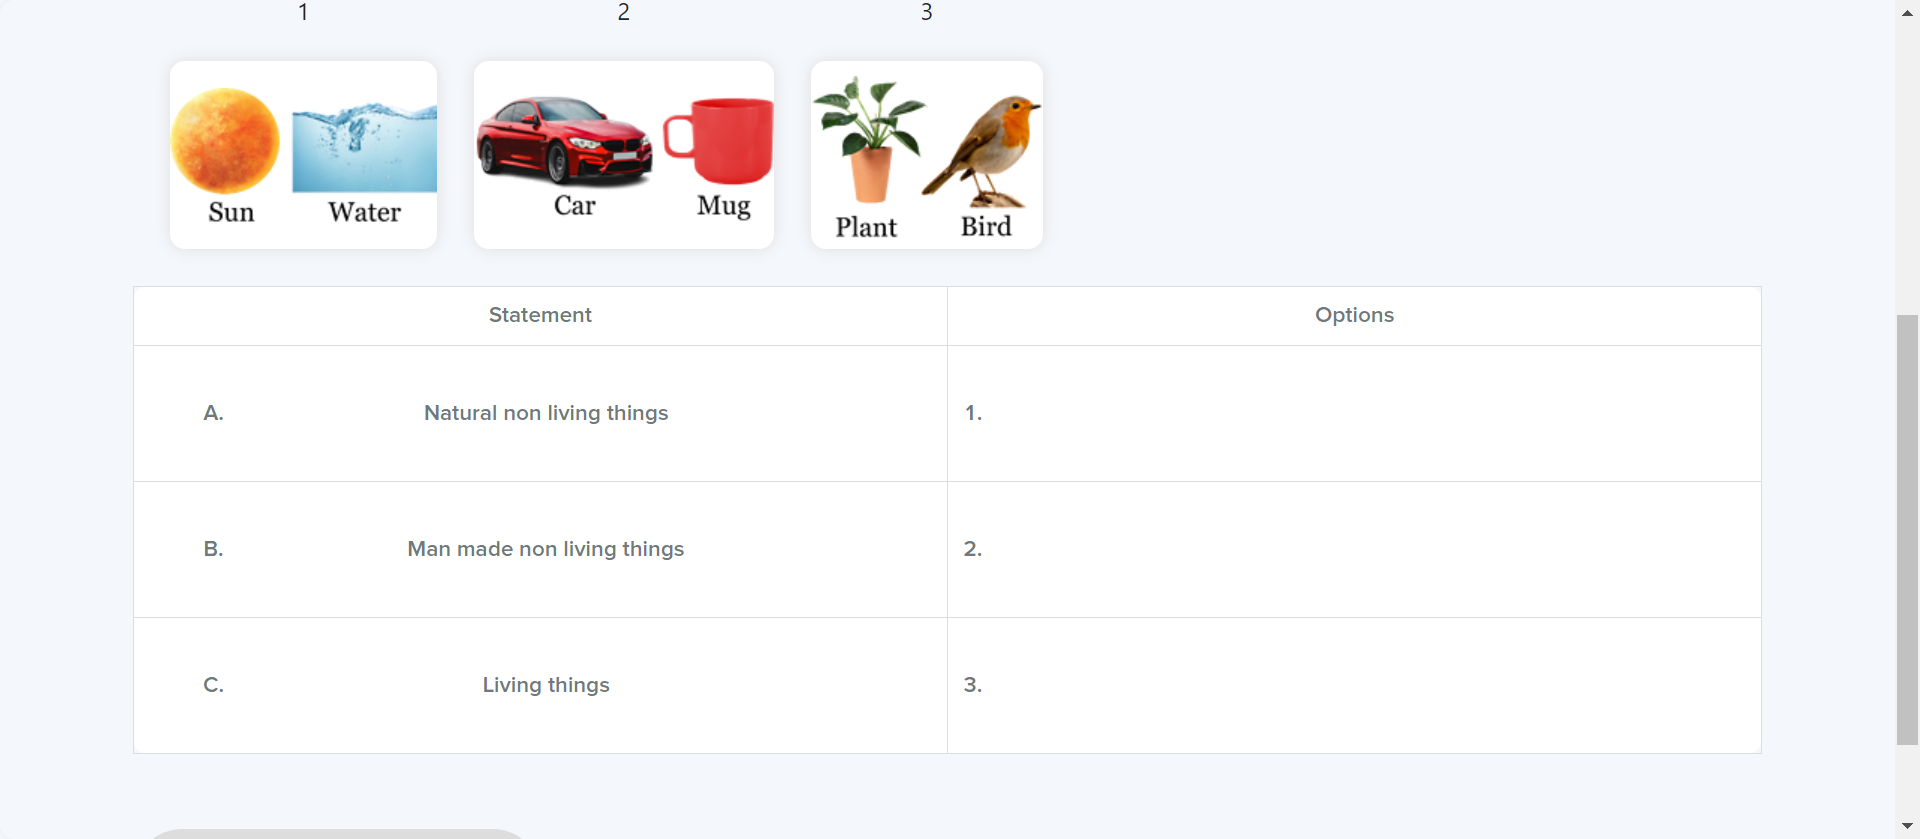 1 2 3
Sun Water Car Mug Plant Bird
Statement Options
A. Natural non living things 1.
B. Man made non living things 2.
C. Living things 3.